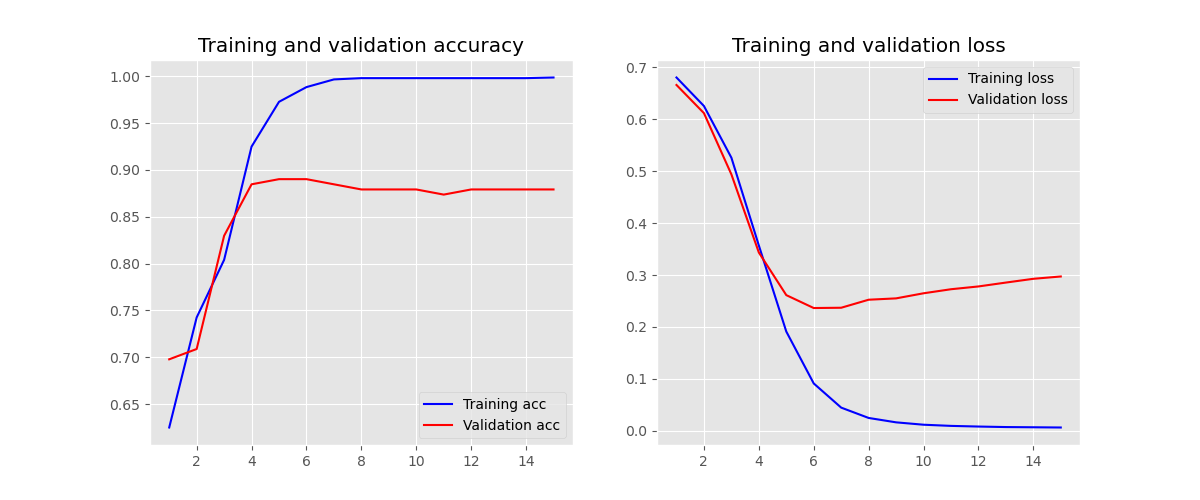 Training and validation accuracy
1.00
0.95
0.90
0.85
0.80
0.75
0.70
0.65
Training acc
Validation acc
2 4 6 8 10 12 14
Training and validation loss
0.7
0.6
0.5
0.4
0.3
0.2
0.1
0.0
Training loss
Validation loss
2 4 6 8 10 12 14